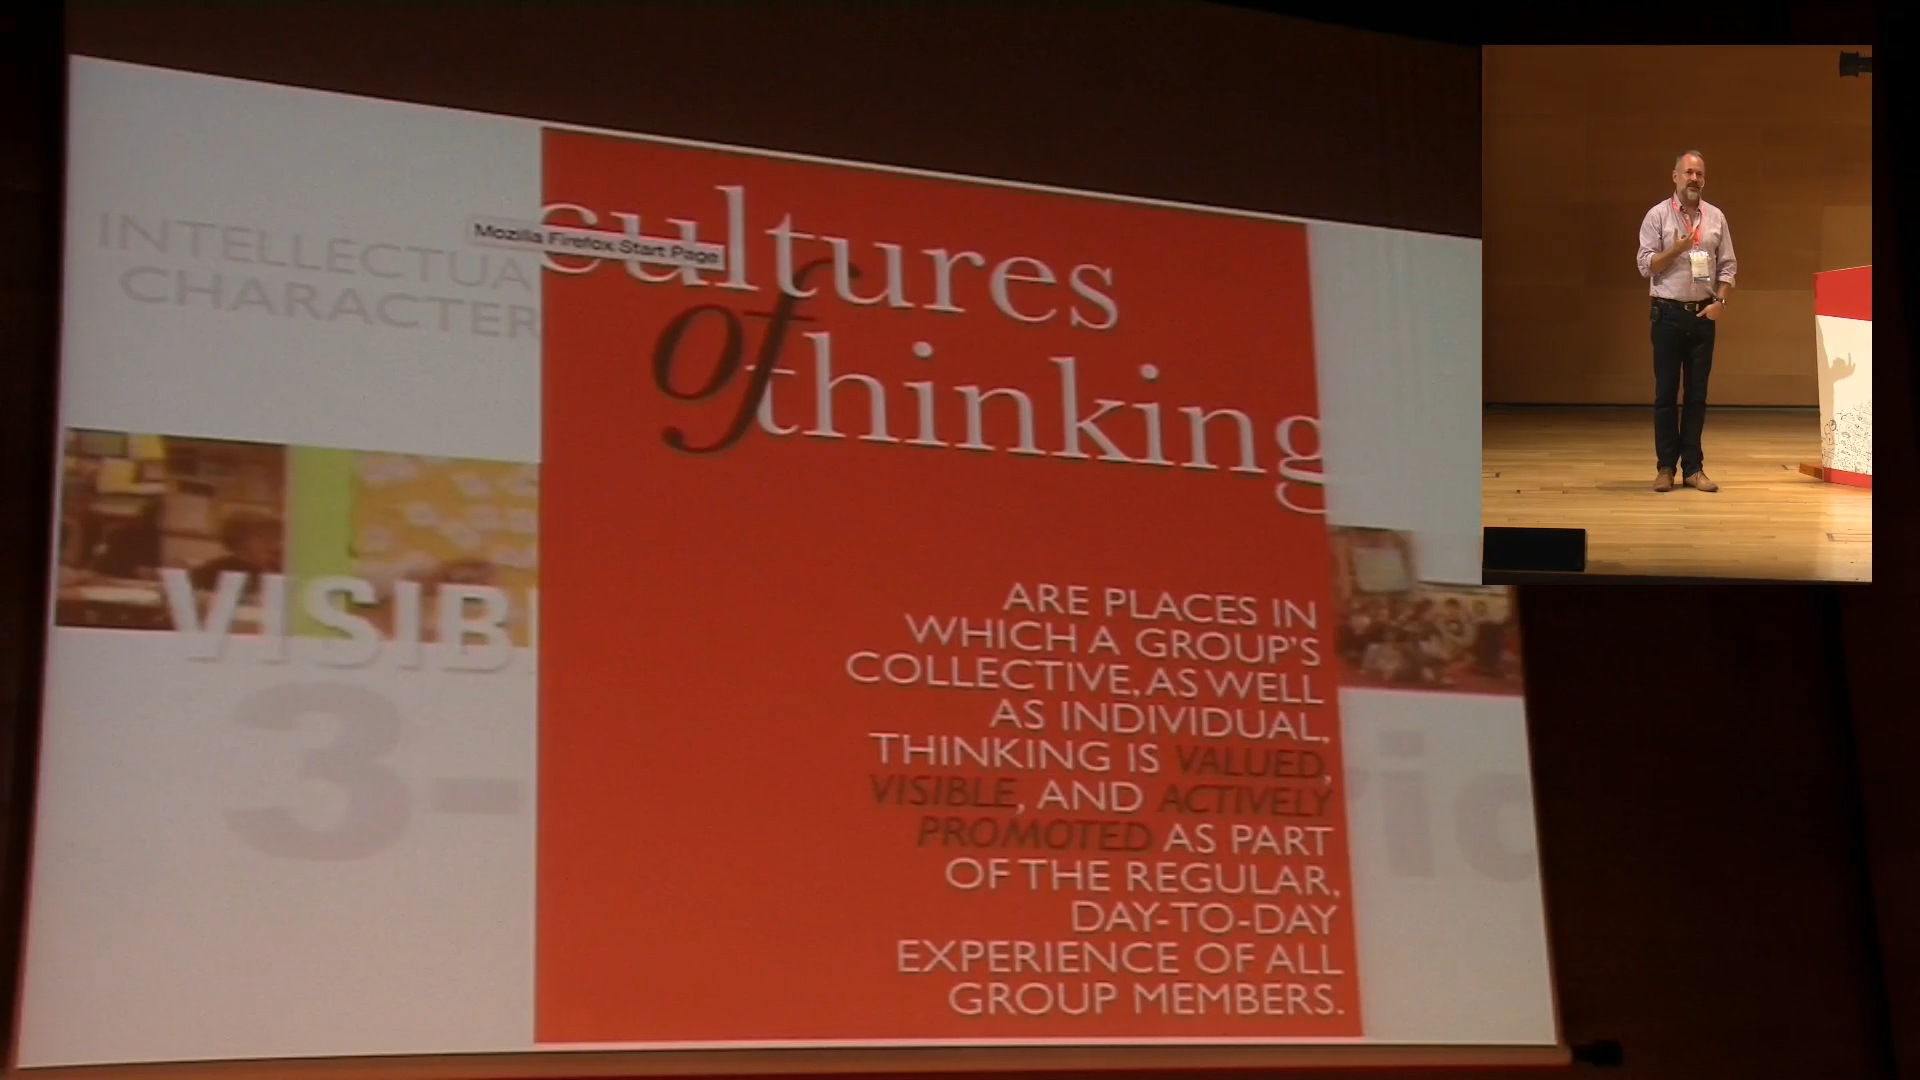 INTELLECTUA
CHARACTER
Mozilla Firefox Start Page
cultures
of
thinking
VISIB
3-
ric
ARE PLACES IN
WHICH A GROUP'S
COLLECTIVE, AS WELL
AS INDIVIDUAL,
THINKING IS VALUED,
VISIBLE, AND ACTIVELY
PROMOTED AS PART
OF THE REGULAR,
DAY-TO-DAY
EXPERIENCE OF ALL
GROUP MEMBERS.